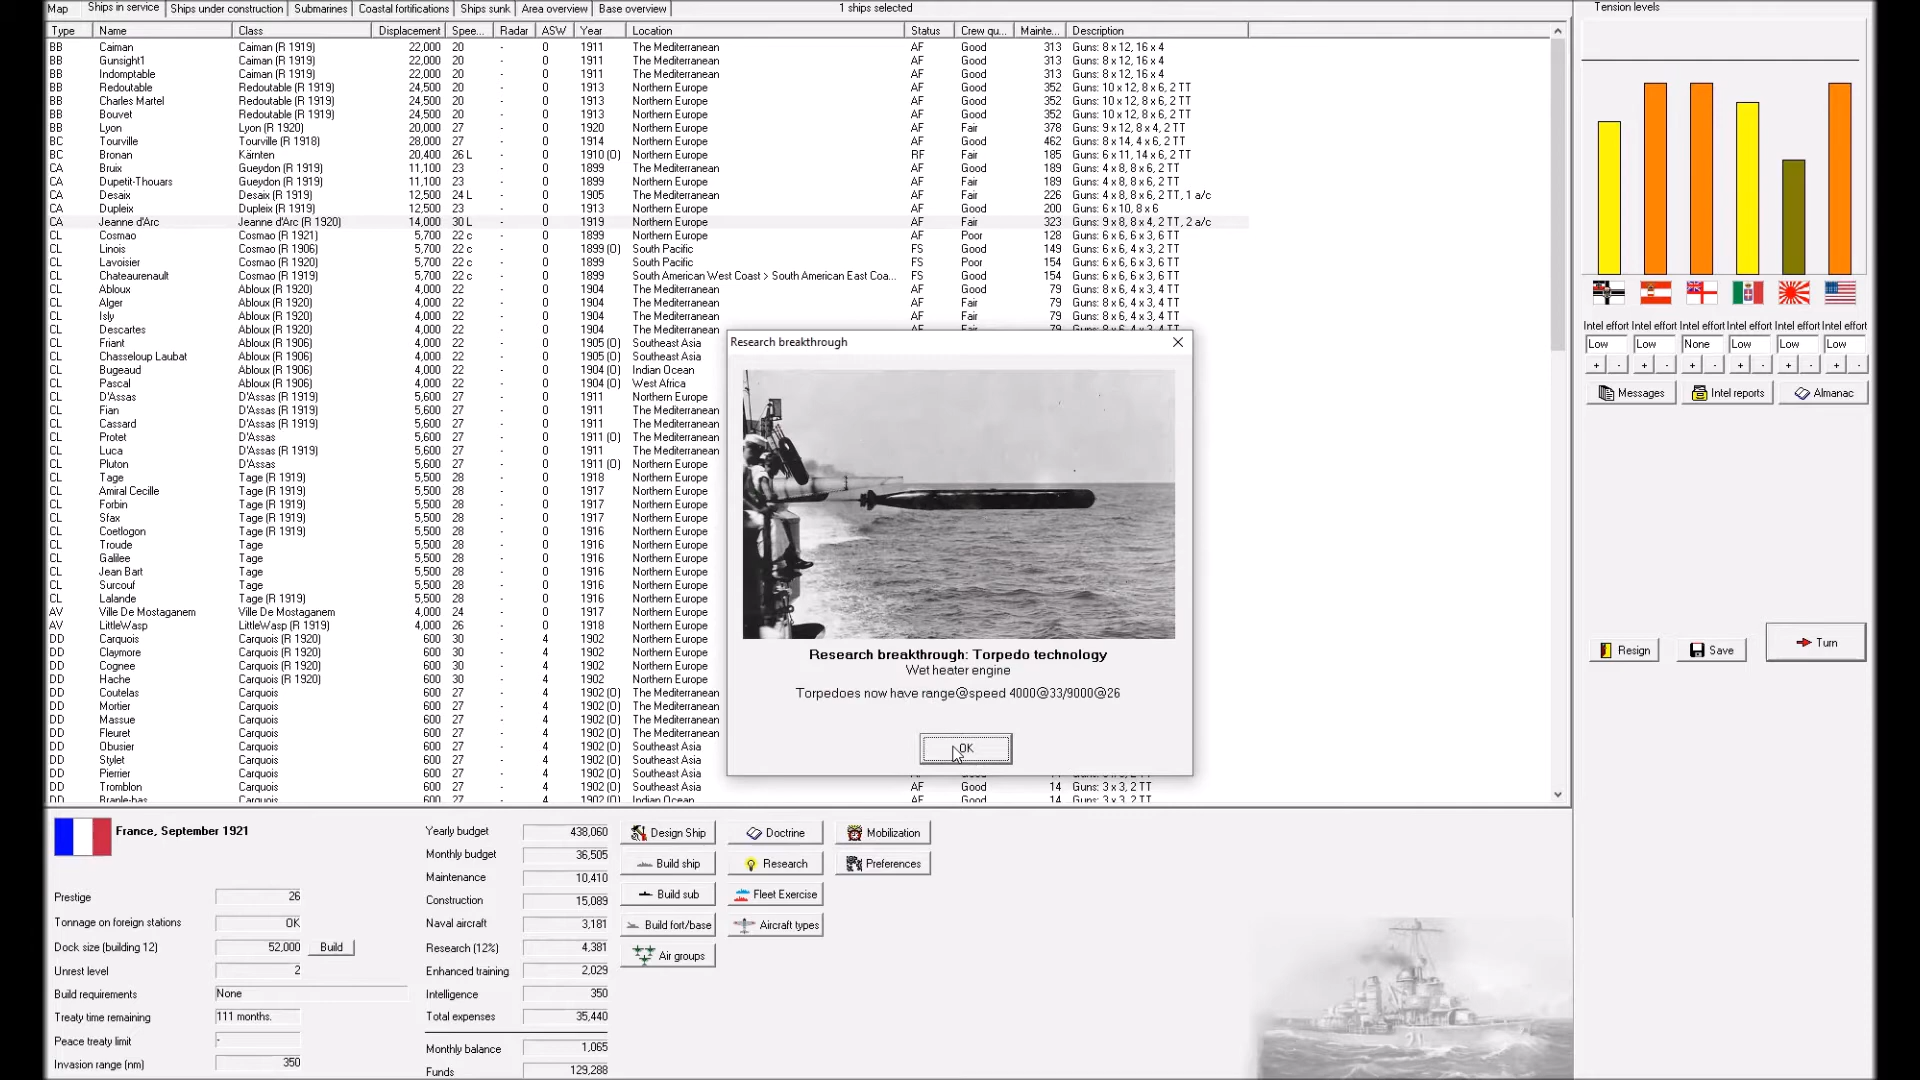 Map Ships in service Ships under construction Submarines Coastal fortifications Ships sunk Area overview Base overview 1 ships selected Tension levels
Type Name Class Displacement Spee... Radar ASW Year Location Status Crew qu... Mainte... Description
BB Caiman Caiman (R 1919) 22,000 20 - 0 1911 The Mediterranean AF Good 313 Guns: 8 x 12, 16 x 4
BB Gunsight1 Caiman (R 1919) 22,000 20 - 0 1911 The Mediterranean AF Good 313 Guns: 8 x 12, 16 x 4
BB Indomptable Caiman (R 1919) 22,000 20 - 0 1911 The Mediterranean AF Good 313 Guns: 8 x 12, 16 x 4
BB Redoutable Redoutable (R 1919) 24,500 20 - 0 1913 Northern Europe AF Good 352 Guns: 10 x 12, 8 x 6, 2 TT
BB Charles Martel Redoutable (R 1919) 24,500 20 - 0 1913 Northern Europe AF Good 352 Guns: 10 x 12, 8 x 6, 2 TT
BB Bouvet Redoutable (R 1919) 24,500 20 - 0 1913 Northern Europe AF Good 352 Guns: 10 x 12, 8 x 6, 2 TT
BB Lyon Lyon (R 1920) 20,000 27 - 0 1920 Northern Europe AF Fair 378 Guns: 9 x 12, 8 x 4, 2 TT
BC Tourville Tourville (R 1918) 28,000 27 - 0 1914 Northern Europe AF Good 462 Guns: 8 x 14, 4 x 6, 2 TT
BC Bronan Kärnten 20,400 26 L - 0 1910 (O) Northern Europe RF Fair 185 Guns: 6 x 11, 14 x 6, 2 TT
CA Bruix Gueydon (R 1919) 11,100 23 - 0 1899 The Mediterranean AF Good 189 Guns: 4 x 8, 8 x 6, 2 TT
CA Dupetit-Thouars Gueydon (R 1919) 11,100 23 - 0 1899 Northern Europe AF Fair 189 Guns: 4 x 8, 8 x 6, 2 TT
CA Desaix Desaix (R 1919) 12,500 24 L - 0 1905 The Mediterranean AF Fair 226 Guns: 4 x 8, 8 x 6, 2 TT, 1 a/c
CA Dupleix Dupleix (R 1919) 12,500 23 - 0 1913 Northern Europe AF Good 200 Guns: 6 x 10, 8 x 6
CA Jeanne d'Arc Jeanne d'Arc (R 1920) 14,000 30 L - 0 1919 Northern Europe AF Fair 323 Guns: 9 x 8, 8 x 4, 2 TT, 2 a/c
CL Cosmao Cosmao (R 1921) 5,700 22 c - 0 1899 Northern Europe AF Poor 128 Guns: 6 x 6, 6 x 3, 6 TT
CL Linois Cosmao (R 1906) 5,700 22 c - 0 1899 (O) South Pacific FS Good 149 Guns: 6 x 6, 4 x 3, 2 TT
CL Lavoisier Cosmao (R 1920) 5,700 22 c - 0 1899 South Pacific FS Poor 154 Guns: 6 x 6, 6 x 3, 6 TT
CL Chateaurenault Cosmao (R 1919) 5,700 22 c - 0 1899 South American West Coast > South American East Coa... FS Good 154 Guns: 6 x 6, 6 x 3, 6 TT
CL Abloux Abloux (R 1920) 4,000 22 - 0 1904 The Mediterranean AF Good 79 Guns: 8 x 6, 4 x 3, 4 TT
CL Alger Abloux (R 1920) 4,000 22 - 0 1904 The Mediterranean AF Fair 79 Guns: 8 x 6, 4 x 3, 4 TT
CL Isly Abloux (R 1920) 4,000 22 - 0 1904 The Mediterranean AF Fair 79 Guns: 8 x 6, 4 x 3, 4 TT
CL Descartes Abloux (R 1920) 4,000 22 - 0 1904 The Mediterranean AF Fair 79 Guns: 8 x 6, 4 x 3, 4 TT
CL Friant Abloux (R 1906) 4,000 22 - 0 1905 (O) Southeast Asia
CL Chasseloup Laubat Abloux (R 1906) 4,000 22 - 0 1905 (O) Southeast Asia
CL Bugeaud Abloux (R 1906) 4,000 22 - 0 1904 (O) Indian Ocean
CL Pascal Abloux (R 1906) 4,000 22 - 0 1904 (O) West Africa
CL D'Assas D'Assas (R 1919) 5,600 27 - 0 1911 Northern Europe
CL Fian D'Assas (R 1919) 5,600 27 - 0 1911 The Mediterranean
CL Cassard D'Assas (R 1919) 5,600 27 - 0 1911 The Mediterranean
CL Protet D'Assas 5,600 27 - 0 1911 (O) The Mediterranean
CL Luca D'Assas (R 1919) 5,600 27 - 0 1911 The Mediterranean
CL Pluton D'Assas 5,600 27 - 0 1911 (O) Northern Europe
CL Tage Tage (R 1919) 5,500 28 - 0 1918 Northern Europe
CL Amiral Cecille Tage (R 1919) 5,500 28 - 0 1917 Northern Europe
CL Forbin Tage (R 1919) 5,500 28 - 0 1917 Northern Europe
CL Sfax Tage (R 1919) 5,500 28 - 0 1917 Northern Europe
CL Coetlogon Tage (R 1919) 5,500 28 - 0 1916 Northern Europe
CL Troude Tage 5,500 28 - 0 1916 Northern Europe
CL Galilee Tage 5,500 28 - 0 1916 Northern Europe
CL Jean Bart Tage 5,500 28 - 0 1916 Northern Europe
CL Surcouf Tage 5,500 28 - 0 1916 Northern Europe
CL Lalande Tage (R 1919) 5,500 28 - 0 1916 Northern Europe
AV Ville De Mostaganem Ville De Mostaganem 4,000 24 - 0 1917 Northern Europe
AV LittleWasp LittleWasp (R 1919) 4,000 26 - 0 1918 Northern Europe
DD Carquois Carquois (R 1920) 600 30 - 4 1902 Northern Europe
DD Claymore Carquois (R 1920) 600 30 - 4 1902 Northern Europe
DD Cognee Carquois (R 1920) 600 30 - 4 1902 Northern Europe
DD Hache Carquois (R 1920) 600 30 - 4 1902 Northern Europe
DD Coutelas Carquois 600 27 - 4 1902 (O) The Mediterranean
DD Mortier Carquois 600 27 - 4 1902 (O) The Mediterranean
DD Massue Carquois 600 27 - 4 1902 (O) The Mediterranean
DD Fleuret Carquois 600 27 - 4 1902 (O) The Mediterranean
DD Obusier Carquois 600 27 - 4 1902 (O) Southeast Asia
DD Stylet Carquois 600 27 - 4 1902 (O) Southeast Asia
DD Pierrier Carquois 600 27 - 4 1902 (O) Southeast Asia
DD Tromblon Carquois 600 27 - 4 1902 (O) Southeast Asia AF Good 14 Guns: 3 x 3, 2 TT
DD Branle-bas Carquois 600 27 - 4 1902 (O) Indian Ocean AF Good 14 Guns: 3 x 3, 2 TT
Research breakthrough
Research breakthrough: Torpedo technology
Wet heater engine
Torpedoes now have range@speed 4000@33/9000@26
OK
Intel effort Intel effort Intel effort Intel effort Intel effort Intel effort
Low Low None Low Low Low
+ - + - + - + - + - + -
Messages Intel reports Almanac
Resign Save Turn
France, September 1921
Prestige 26
Tonnage on foreign stations OK
Dock size (building 12) 52,000 Build
Unrest level 2
Build requirements None
Treaty time remaining 111 months.
Peace treaty limit -
Invasion range (nm) 350
Yearly budget 438,060
Monthly budget 36,505
Maintenance 10,410
Construction 15,089
Naval aircraft 3,181
Research (12%) 4,381
Enhanced training 2,029
Intelligence 350
Total expenses 35,440
Monthly balance 1,065
Funds 129,288
Design Ship Doctrine Mobilization
Build ship Research Preferences
Build sub Fleet Exercise
Build fort/base Aircraft types
Air groups